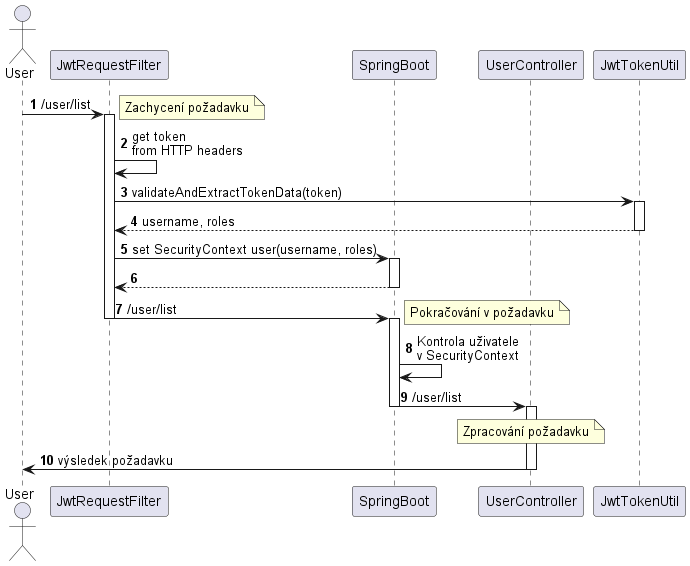 User
JwtRequestFilter
SpringBoot
UserController
JwtTokenUtil
1 /user/list
Zachycení požadavku
2 get token
from HTTP headers
3 validateAndExtractTokenData(token)
4 username, roles
5 set SecurityContext user(username, roles)
6
7 /user/list
Pokračování v požadavku
8 Kontrola uživatele
v SecurityContext
9 /user/list
Zpracování požadavku
10 výsledek požadavku
User
JwtRequestFilter
SpringBoot
UserController
JwtTokenUtil